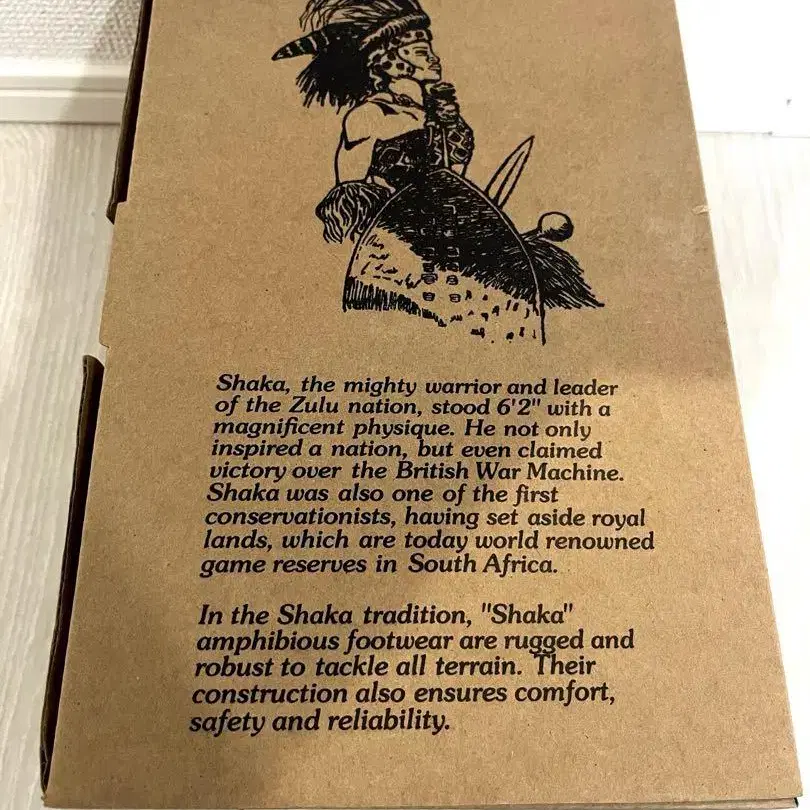 Shaka, the mighty warrior and leader
of the Zulu nation, stood 6'2" with a
magnificent physique. He not only
inspired a nation, but even claimed
victory over the British War Machine.
Shaka was also one of the first
conservationists, having set aside royal
lands, which are today world renowned
game reserves in South Africa.
In the Shaka tradition, "Shaka"
amphibious footwear are rugged and
robust to tackle all terrain. Their
construction also ensures comfort,
safety and reliability.